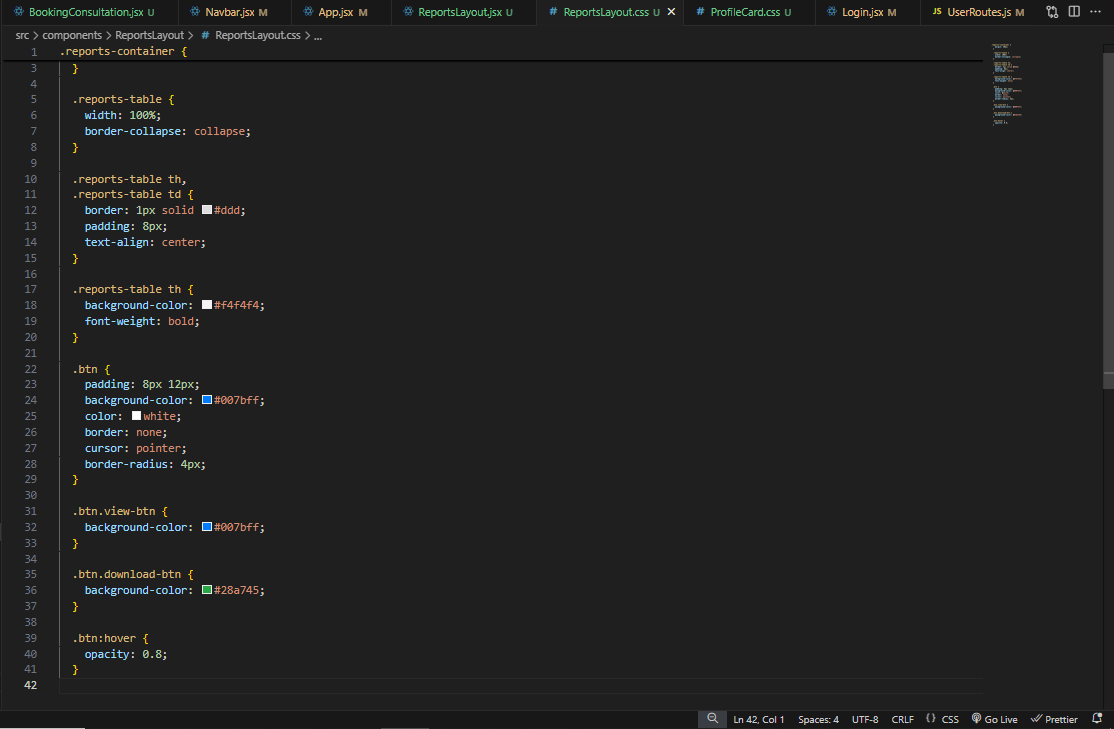 BookingConsultation.jsx U Navbar.jsx M App.jsx M ReportsLayout.jsx U # ReportsLayout.css U # ProfileCard.css U Login.jsx M JS UserRoutes.js M
src > components > ReportsLayout > # ReportsLayout.css > ...
1 .reports-container {
3 }
4
5 .reports-table {
6 width: 100%;
7 border-collapse: collapse;
8 }
9
10 .reports-table th,
11 .reports-table td {
12 border: 1px solid #ddd;
13 padding: 8px;
14 text-align: center;
15 }
16
17 .reports-table th {
18 background-color: #f4f4f4;
19 font-weight: bold;
20 }
21
22 .btn {
23 padding: 8px 12px;
24 background-color: #007bff;
25 color: white;
26 border: none;
27 cursor: pointer;
28 border-radius: 4px;
29 }
30
31 .btn.view-btn {
32 background-color: #007bff;
33 }
34
35 .btn.download-btn {
36 background-color: #28a745;
37 }
38
39 .btn:hover {
40 opacity: 0.8;
41 }
42
Ln 42, Col 1 Spaces: 4 UTF-8 CRLF {} CSS Go Live Prettier